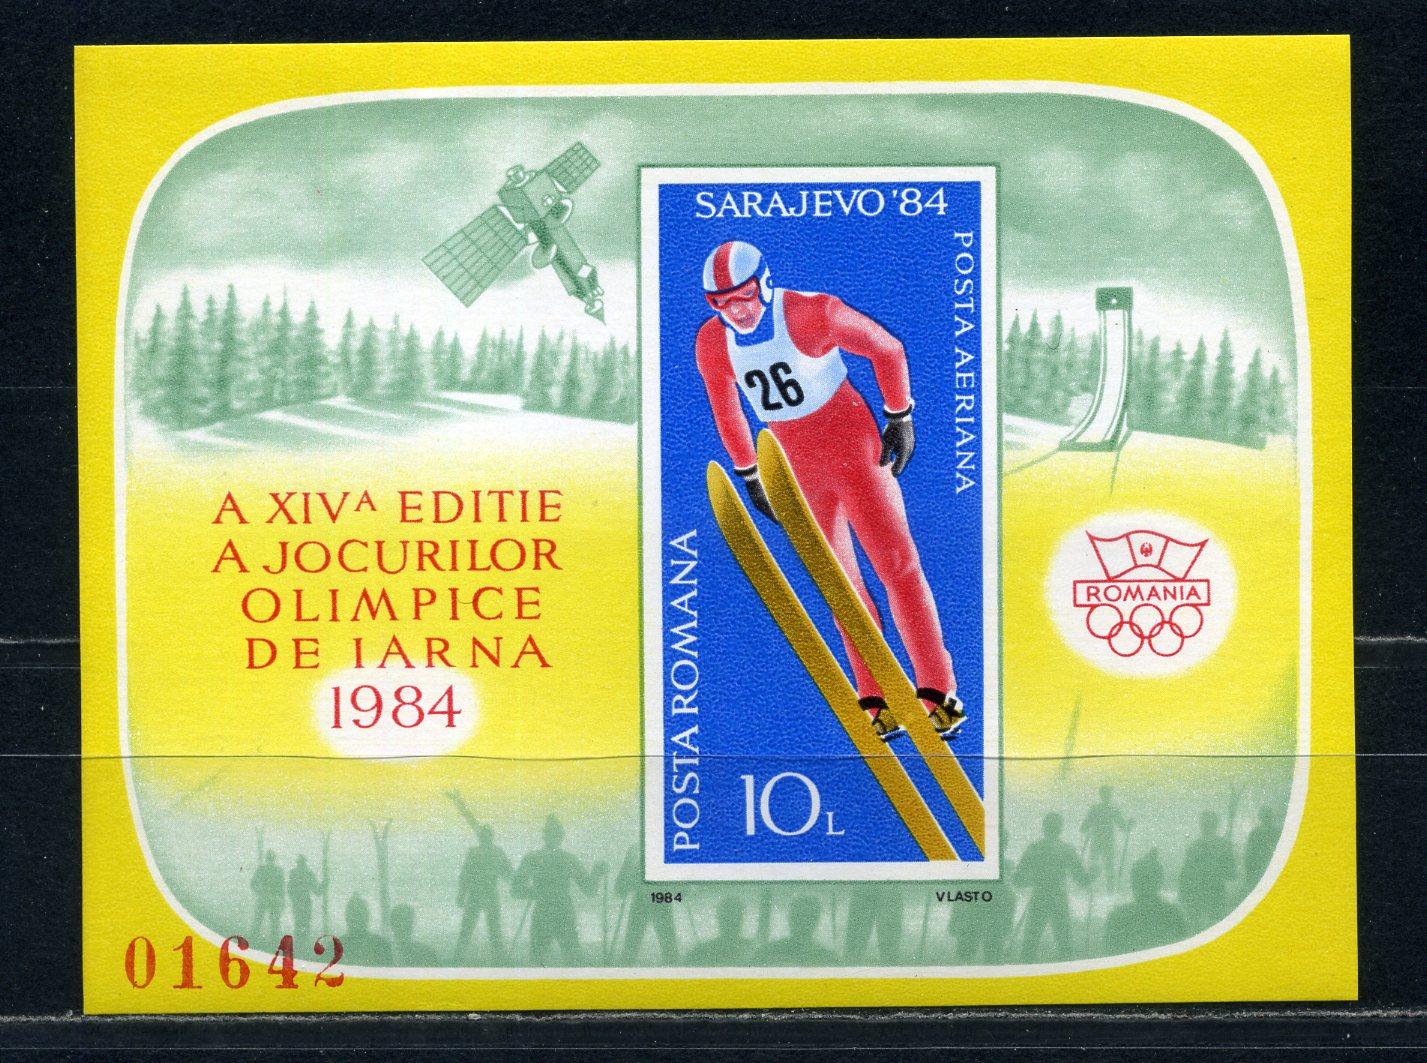 SARAJEVO '84
POSTA AERIANA
26
A XIVA EDITIE
A JOCURILOR
OLIMPICE
DE IARNA
1984
ROMANIA
POSTA ROMANA
10L
1984
VLASTO
01642